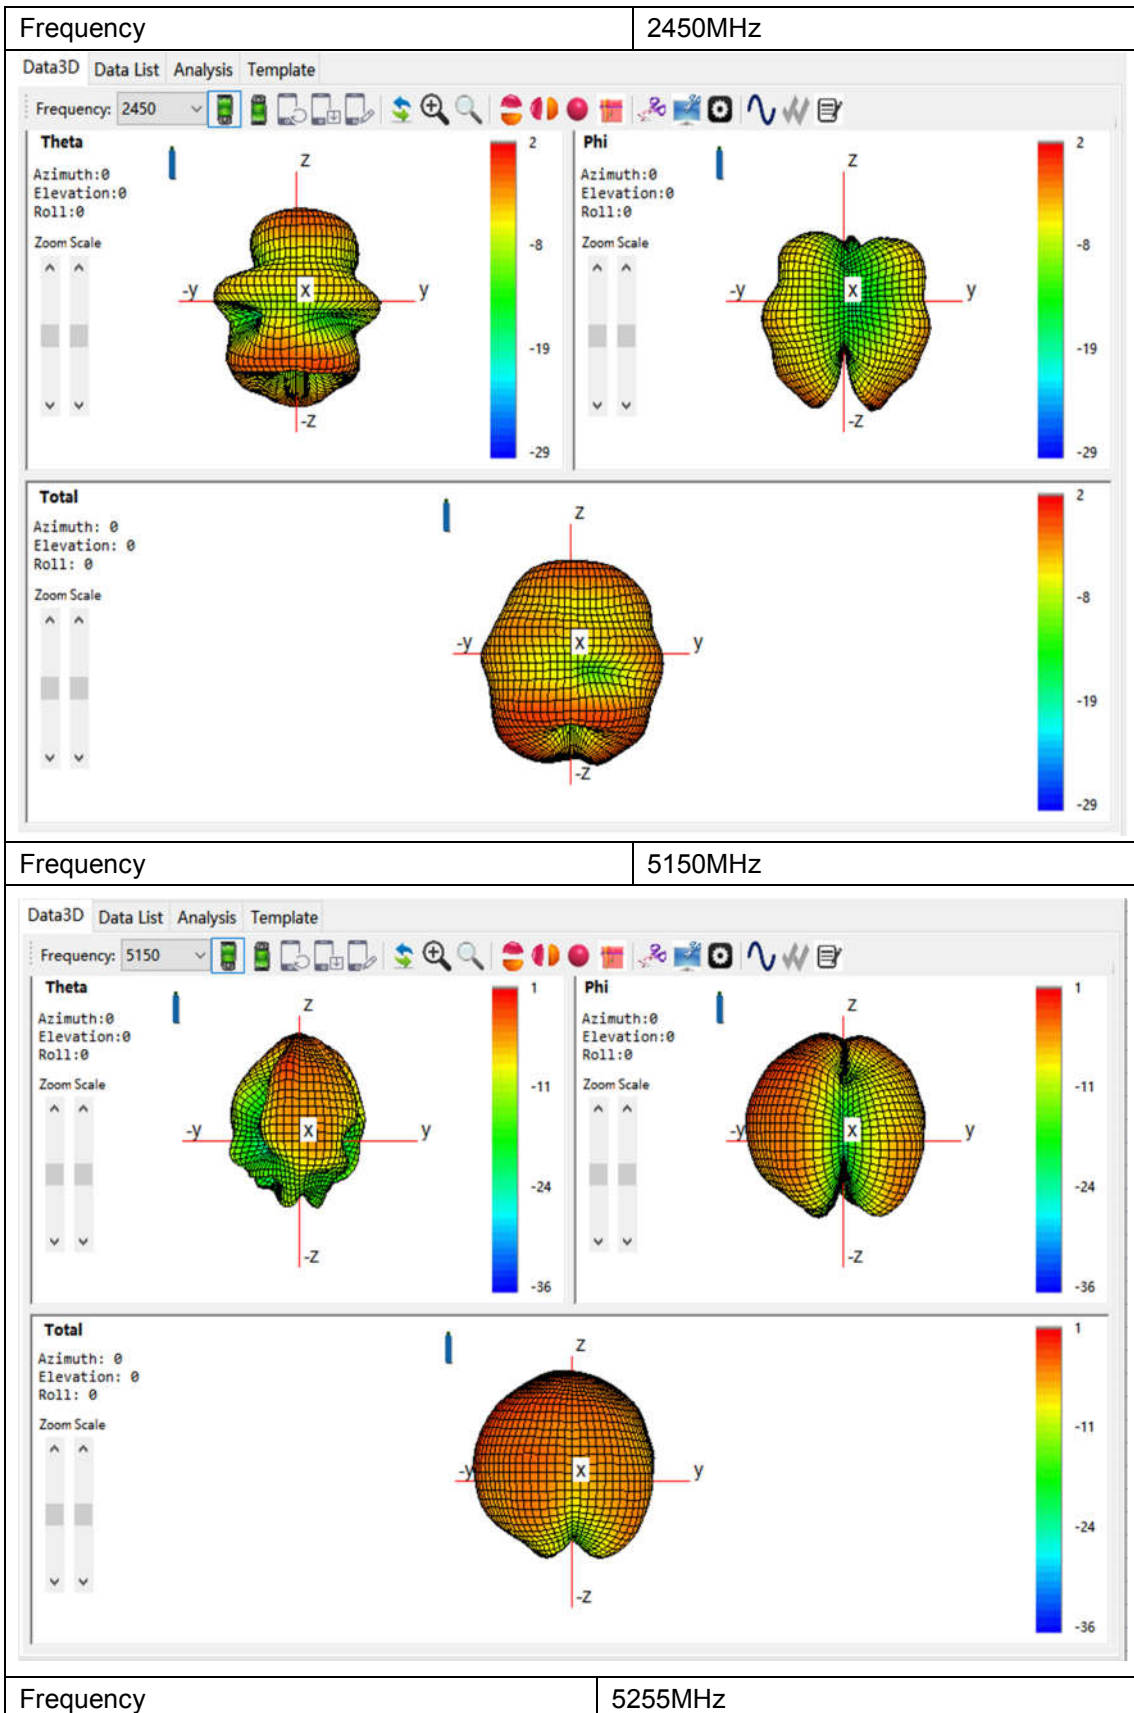 Frequency 2450MHz
Data3D Data List Analysis Template
Frequency: 2450
Theta
Azimuth:0
Elevation:0
Roll:0
Zoom Scale
Z
-y X y
-Z
2
-8
-19
-29
Phi
Azimuth:0
Elevation:0
Roll:0
Zoom Scale
Z
-y X y
-Z
2
-8
-19
-29
Total
Azimuth: 0
Elevation: 0
Roll: 0
Zoom Scale
Z
-y X y
-Z
2
-8
-19
-29
Frequency 5150MHz
Data3D Data List Analysis Template
Frequency: 5150
Theta
Azimuth:0
Elevation:0
Roll:0
Zoom Scale
Z
-y X y
-Z
1
-11
-24
-36
Phi
Azimuth:0
Elevation:0
Roll:0
Zoom Scale
Z
-y X y
-Z
1
-11
-24
-36
Total
Azimuth: 0
Elevation: 0
Roll: 0
Zoom Scale
Z
-y X y
-Z
1
-11
-24
-36
Frequency 5255MHz